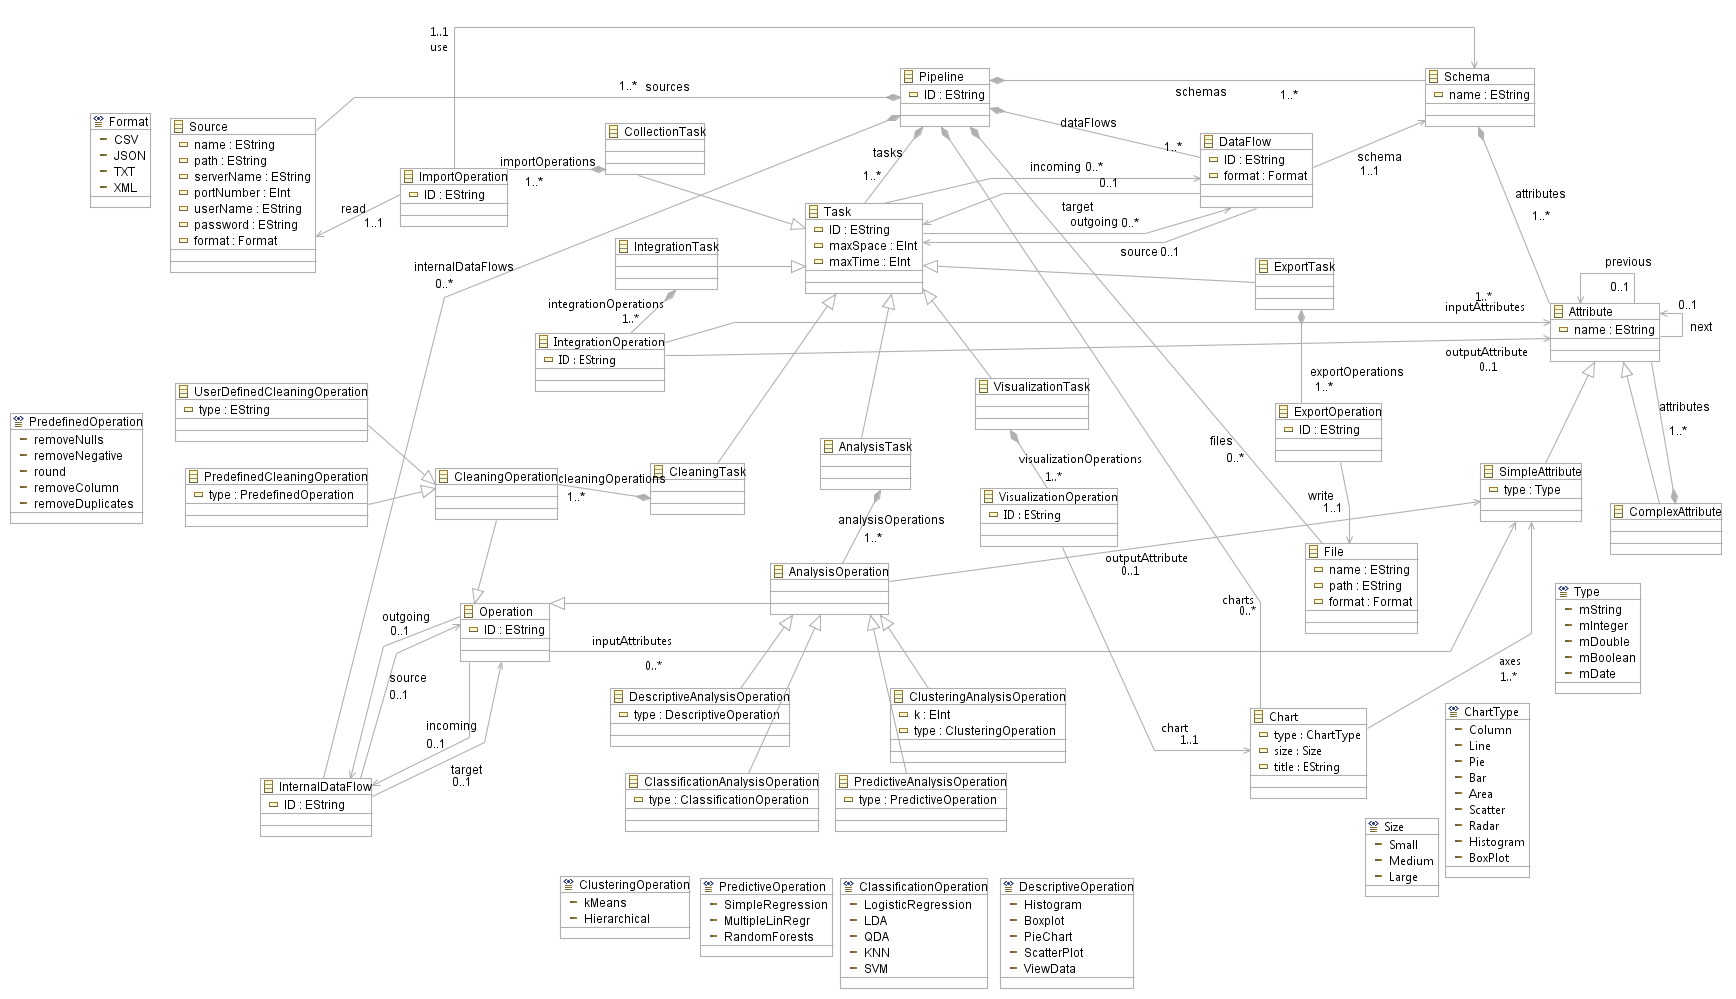 1..1
use
Pipeline
ID : EString
Schema
name : EString
1..* sources
schemas
1..*
Format
CSV
JSON
TXT
XML
Source
name : EString
path : EString
serverName : EString
portNumber : EInt
userName : EString
password : EString
format : Format
CollectionTask
dataFlows
1..*
DataFlow
ID : EString
format : Format
importOperations
1..*
ImportOperation
ID : EString
tasks
1..*
incoming 0..*
0..1
schema
1..1
read
1..1
target
outgoing 0..*
source 0..1
attributes
1..*
Task
ID : EString
maxSpace : EInt
maxTime : EInt
IntegrationTask
internalDataFlows
0..*
ExportTask
previous
0..1
integrationOperations
1..*
1..*
inputAttributes
0..1
next
Attribute
name : EString
IntegrationOperation
ID : EString
outputAttribute
0..1
exportOperations
1..*
UserDefinedCleaningOperation
type : EString
VisualizationTask
ExportOperation
ID : EString
attributes
1..*
PredefinedOperation
removeNulls
removeNegative
round
removeColumn
removeDuplicates
AnalysisTask
files
0..*
visualizationOperations
1..*
PredefinedCleaningOperation
type : PredefinedOperation
CleaningOperation
cleaningOperations
1..*
CleaningTask
SimpleAttribute
type : Type
VisualizationOperation
ID : EString
write
1..1
ComplexAttribute
analysisOperations
1..*
File
name : EString
path : EString
format : Format
outputAttribute
0..1
AnalysisOperation
Type
mString
mInteger
mDouble
mBoolean
mDate
charts
0..*
Operation
ID : EString
outgoing
0..1
inputAttributes
0..*
source
0..1
axes
1..*
DescriptiveAnalysisOperation
type : DescriptiveOperation
ClusteringAnalysisOperation
k : EInt
type : ClusteringOperation
incoming
0..1
chart
1..1
Chart
type : ChartType
size : Size
title : EString
ChartType
Column
Line
Pie
Bar
Area
Scatter
Radar
Histogram
BoxPlot
target
0..1
InternalDataFlow
ID : EString
ClassificationAnalysisOperation
type : ClassificationOperation
PredictiveAnalysisOperation
type : PredictiveOperation
Size
Small
Medium
Large
ClusteringOperation
kMeans
Hierarchical
PredictiveOperation
SimpleRegression
MultipleLinRegr
RandomForests
ClassificationOperation
LogisticRegression
LDA
QDA
KNN
SVM
DescriptiveOperation
Histogram
Boxplot
PieChart
ScatterPlot
ViewData